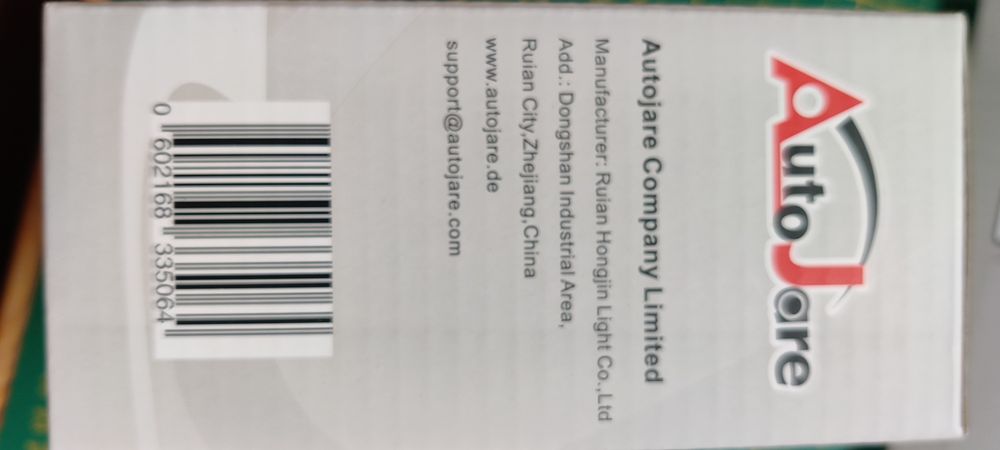 AutoJare
Autojare Company Limited
Manufacturer: Ruian Hongjin Light Co.,Ltd
Add.: Dongshan Industrial Area,
Ruian City,Zhejiang,China
www.autojare.de
support@autojare.com
0 602168 335064